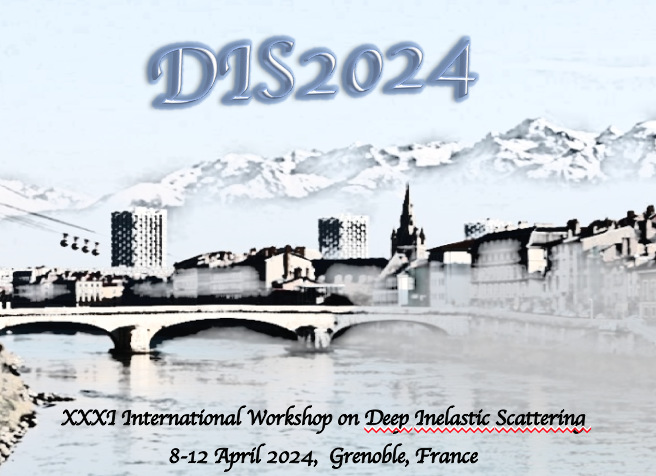 DIS2024
XXXI International Workshop on Deep Inelastic Scattering
8-12 April 2024, Grenoble, France